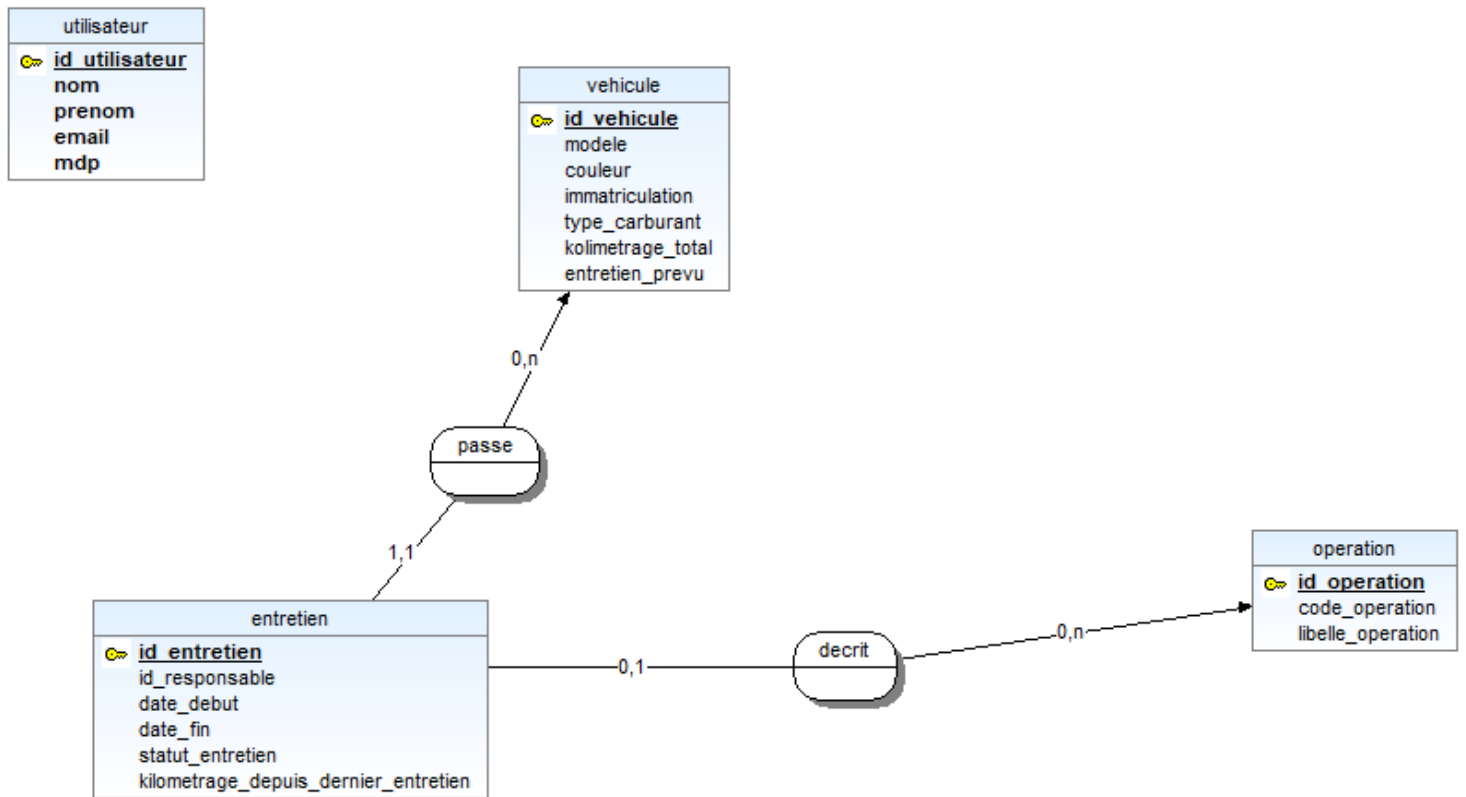 utilisateur
id_utilisateur
nom
prenom
email
mdp
vehicule
id_vehicule
modele
couleur
immatriculation
type_carburant
kolimetrage_total
entretien_prevu
0,n
passe
1,1
entretien
id_entretien
id_responsable
date_debut
date_fin
statut_entretien
kilometrage_depuis_dernier_entretien
0,1
decrit
0,n
operation
id_operation
code_operation
libelle_operation